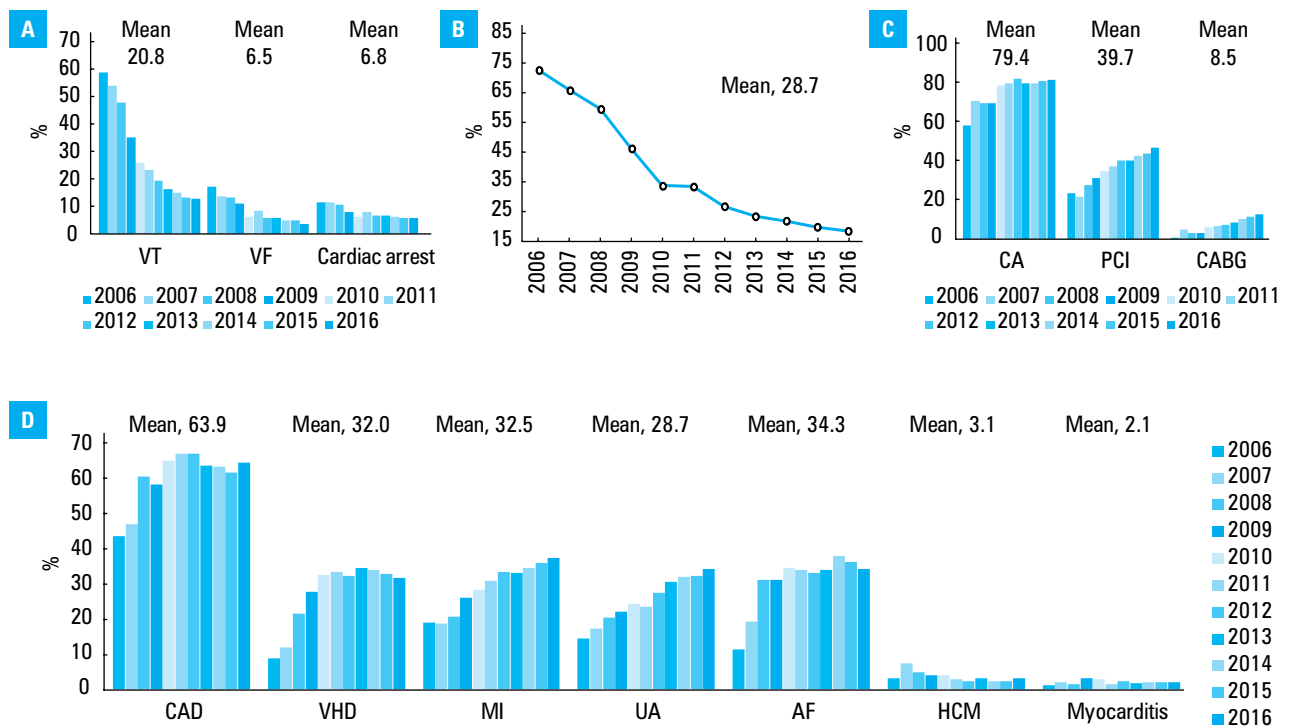 A
Mean Mean Mean
20.8 6.5 6.8
70
60
50
40
30
20
10
0
%
VT VF Cardiac arrest
2006 2007 2008 2009 2010 2011
2012 2013 2014 2015 2016
B
85
75
65
55
45
35
25
15
%
Mean, 28.7
2006 2007 2008 2009 2010 2011 2012 2013 2014 2015 2016
C
Mean Mean Mean
79.4 39.7 8.5
100
80
60
40
20
0
%
CA PCI CABG
2006 2007 2008 2009 2010 2011
2012 2013 2014 2015 2016
D
Mean, 63.9 Mean, 32.0 Mean, 32.5 Mean, 28.7 Mean, 34.3 Mean, 3.1 Mean, 2.1
70
60
50
40
30
20
10
0
%
CAD VHD MI UA AF HCM Myocarditis
2006
2007
2008
2009
2010
2011
2012
2013
2014
2015
2016